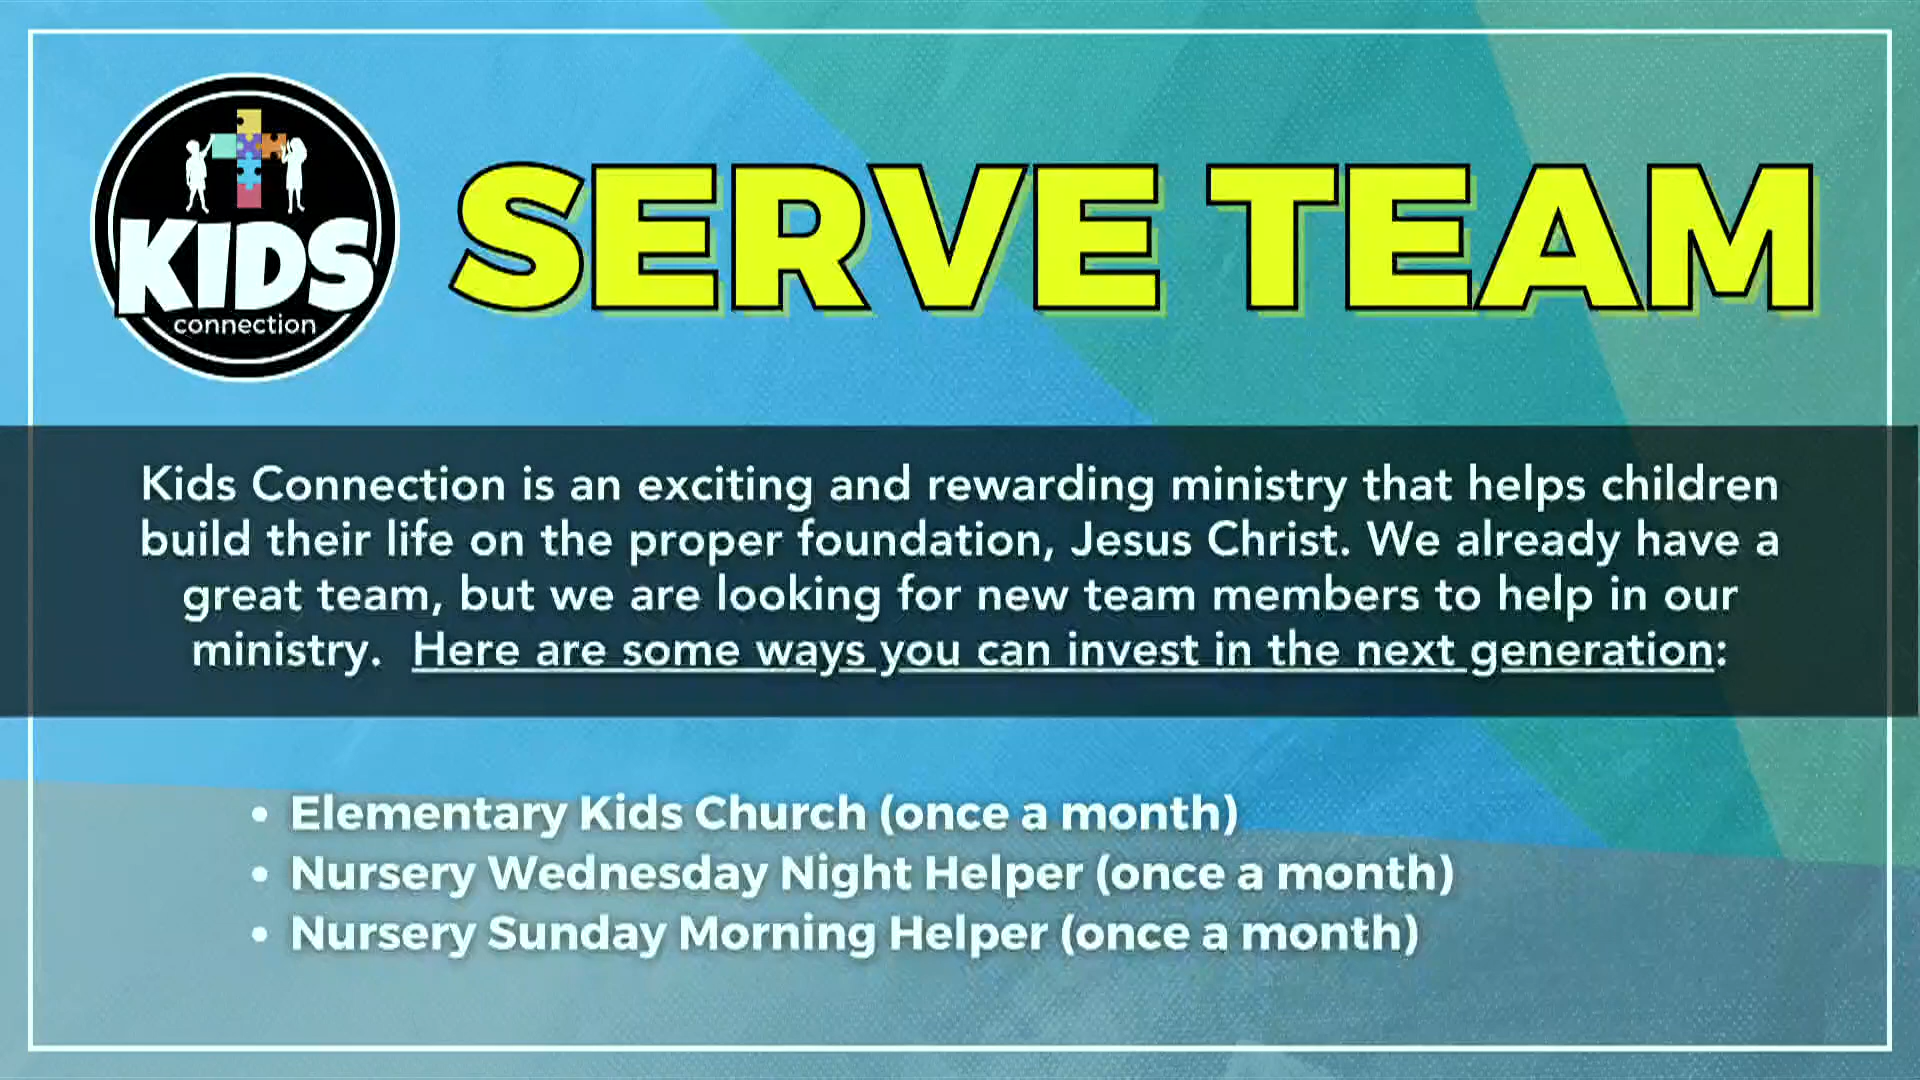 KIDS
connection
SERVE TEAM
Kids Connection is an exciting and rewarding ministry that helps children
build their life on the proper foundation, Jesus Christ. We already have a
great team, but we are looking for new team members to help in our
ministry. Here are some ways you can invest in the next generation:
• Elementary Kids Church (once a month)
• Nursery Wednesday Night Helper (once a month)
• Nursery Sunday Morning Helper (once a month)